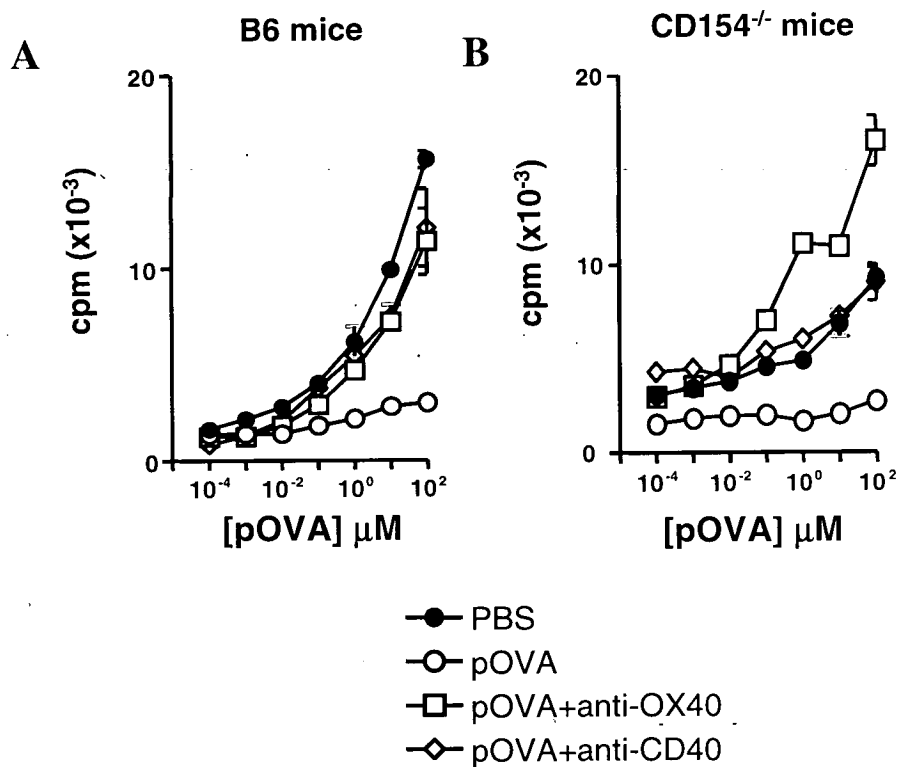 A
B6 mice
cpm (x10⁻³)
20
10
0
10⁻⁴ 10⁻² 10⁰ 10²
[pOVA] μM
B
CD154⁻/⁻ mice
cpm (x10⁻³)
20
10
0
10⁻⁴ 10⁻² 10⁰ 10²
[pOVA] μM
PBS
pOVA
pOVA+anti-OX40
pOVA+anti-CD40